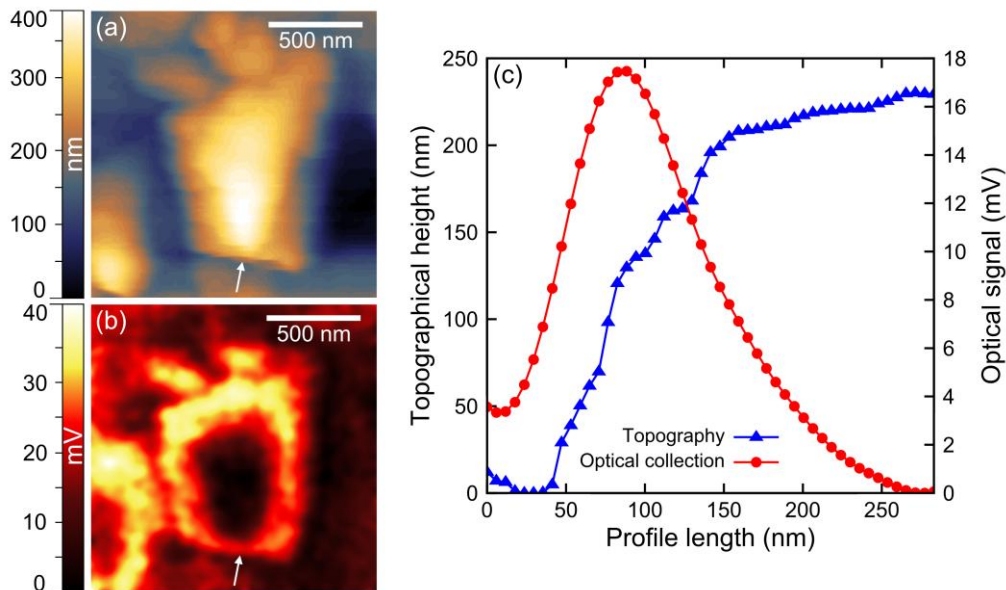 400
300
200
100
0
nm
(a)
500 nm
40
30
20
10
0
mV
(b)
500 nm
(c)
250
200
150
100
50
0
Topographical height (nm)
18
16
14
12
10
8
6
4
2
0
Optical signal (mV)
Topography
Optical collection
0 50 100 150 200 250
Profile length (nm)